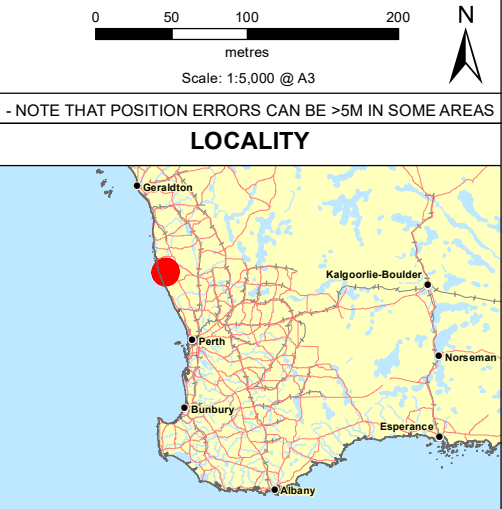 N
0 50 100 200
metres
Scale: 1:5,000 @ A3
- NOTE THAT POSITION ERRORS CAN BE >5M IN SOME AREAS
LOCALITY
Geraldton
Kalgoorlie-Boulder
Perth
Norseman
Bunbury
Esperance
Albany